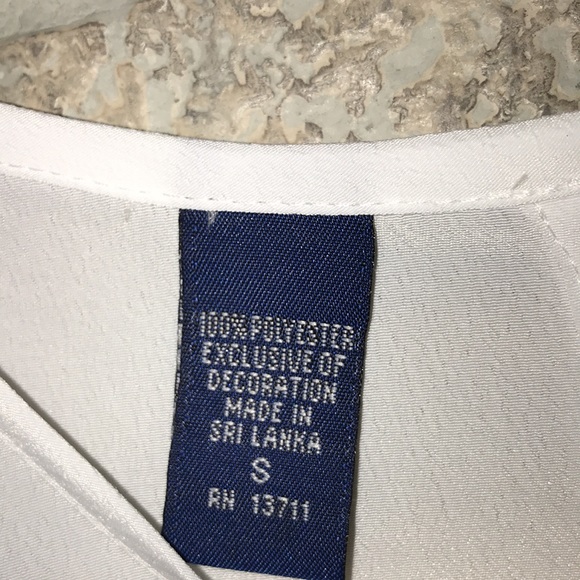 100% POLYESTER
EXCLUSIVE OF
DECORATION
MADE IN
SRI LANKA
S
RN 13711